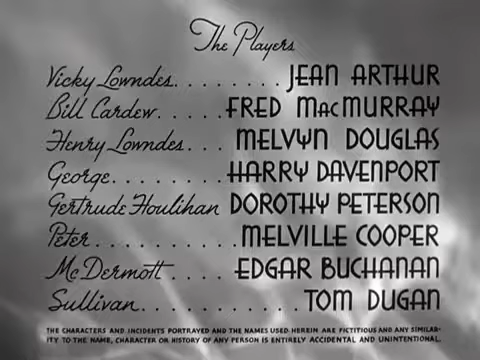 The Players
Vicky Lowndes........ JEAN ARTHUR
Bill Cardew..... FRED MacMURRAY
Henry Lowndes... MELVYN DOUGLAS
George........ HARRY DAVENPORT
Gertrude Houlihan DOROTHY PETERSON
Peter.......... MELVILLE COOPER
McDermott.... EDGAR BUCHANAN
Sullivan........... TOM DUGAN
THE CHARACTERS AND INCIDENTS PORTRAYED AND THE NAMES USED HEREIN ARE FICTITIOUS AND ANY SIMILAR-
ITY TO THE NAME, CHARACTER OR HISTORY OF ANY PERSON IS ENTIRELY ACCIDENTAL AND UNINTENTIONAL.